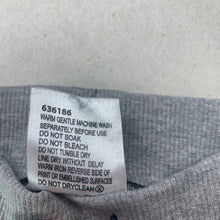 636186
WARM GENTLE MACHINE WASH
SEPARATELY BEFORE USE
DO NOT SOAK
DO NOT BLEACH
DO NOT TUMBLE DRY
LINE DRY WITHOUT DELAY
WARM IRON ON REVERSE SIDE OF
PRINT OR EMBELLISHED SURFACES
DO NOT DRYCLEAN